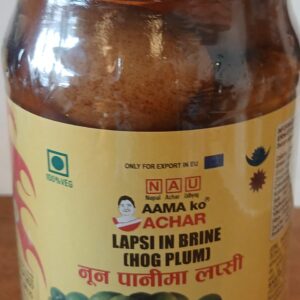 ONLY FOR EXPORT IN EU
100%VEG
NAU
Nepal Achar Udhyog
AAMA ko
ACHAR
LAPSI IN BRINE
(HOG PLUM)
नून पानीमा लप्सी